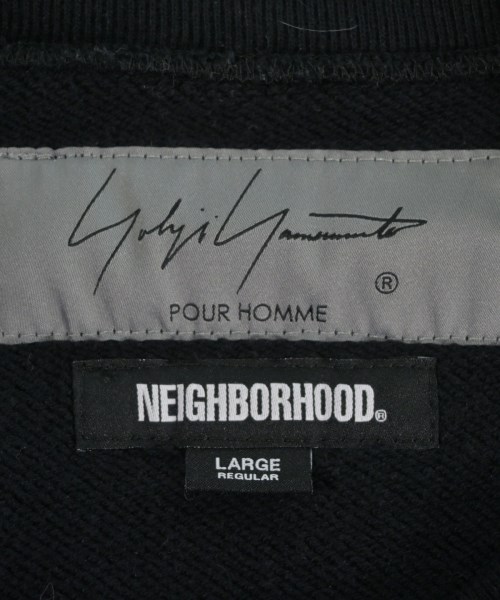 Yohji Yamamoto
®
POUR HOMME
NEIGHBORHOOD®
LARGE
REGULAR